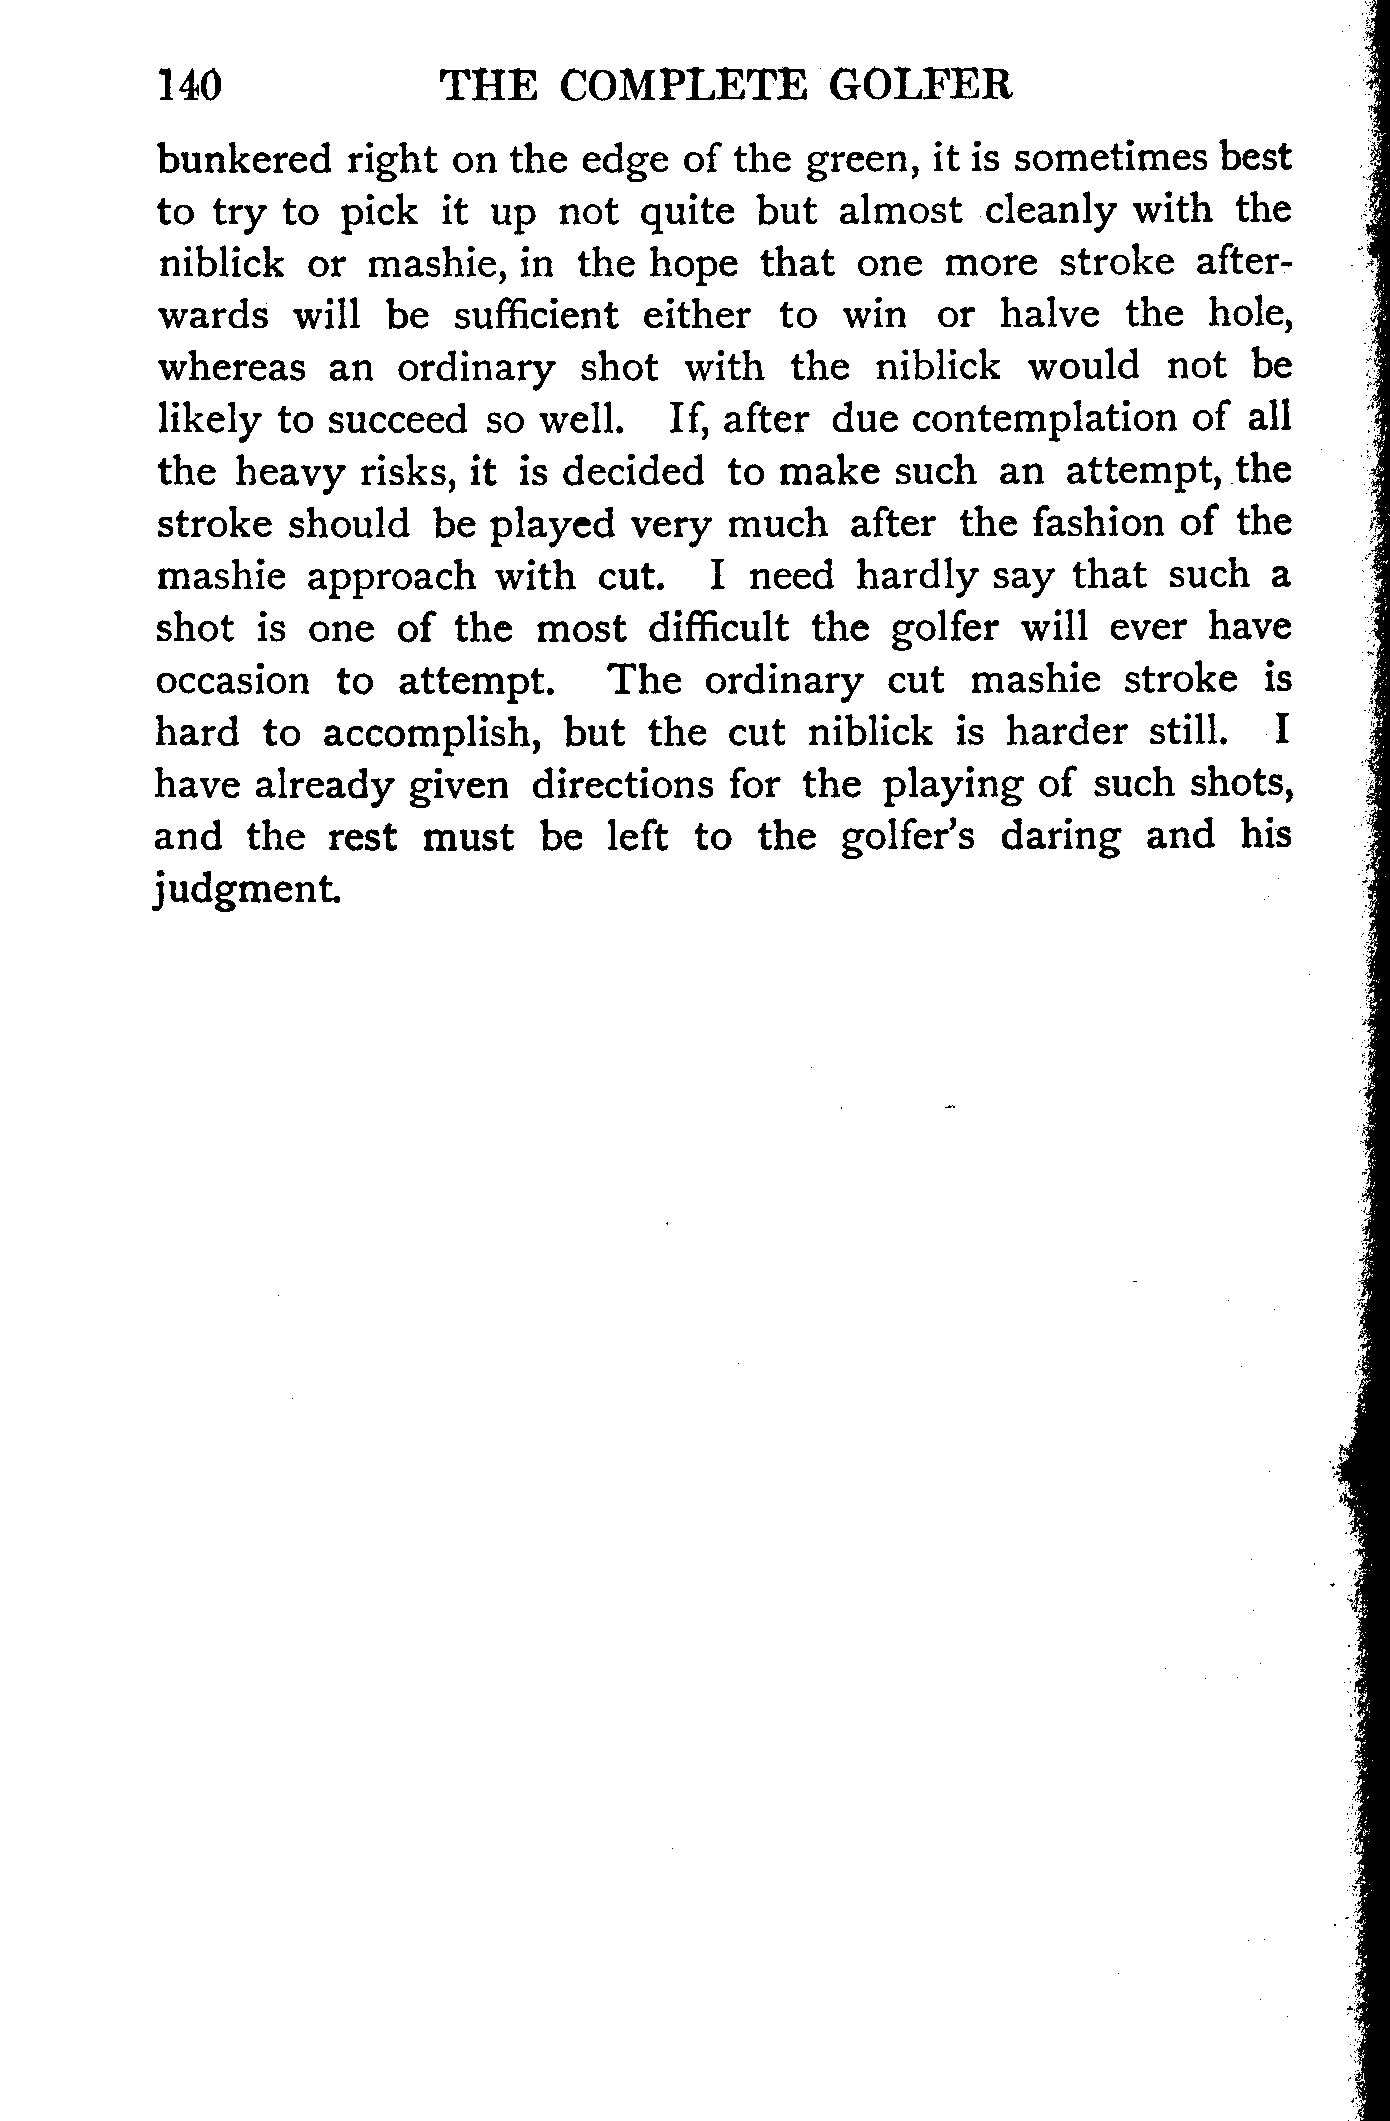 140 THE COMPLETE GOLFER
bunkered right on the edge of the green, it is sometimes best
to try to pick it up not quite but almost cleanly with the
niblick or mashie, in the hope that one more stroke after-
wards will be sufficient either to win or halve the hole,
whereas an ordinary shot with the niblick would not be
likely to succeed so well. If, after due contemplation of all
the heavy risks, it is decided to make such an attempt, the
stroke should be played very much after the fashion of the
mashie approach with cut. I need hardly say that such a
shot is one of the most difficult the golfer will ever have
occasion to attempt. The ordinary cut mashie stroke is
hard to accomplish, but the cut niblick is harder still. I
have already given directions for the playing of such shots,
and the rest must be left to the golfer's daring and his
judgment.